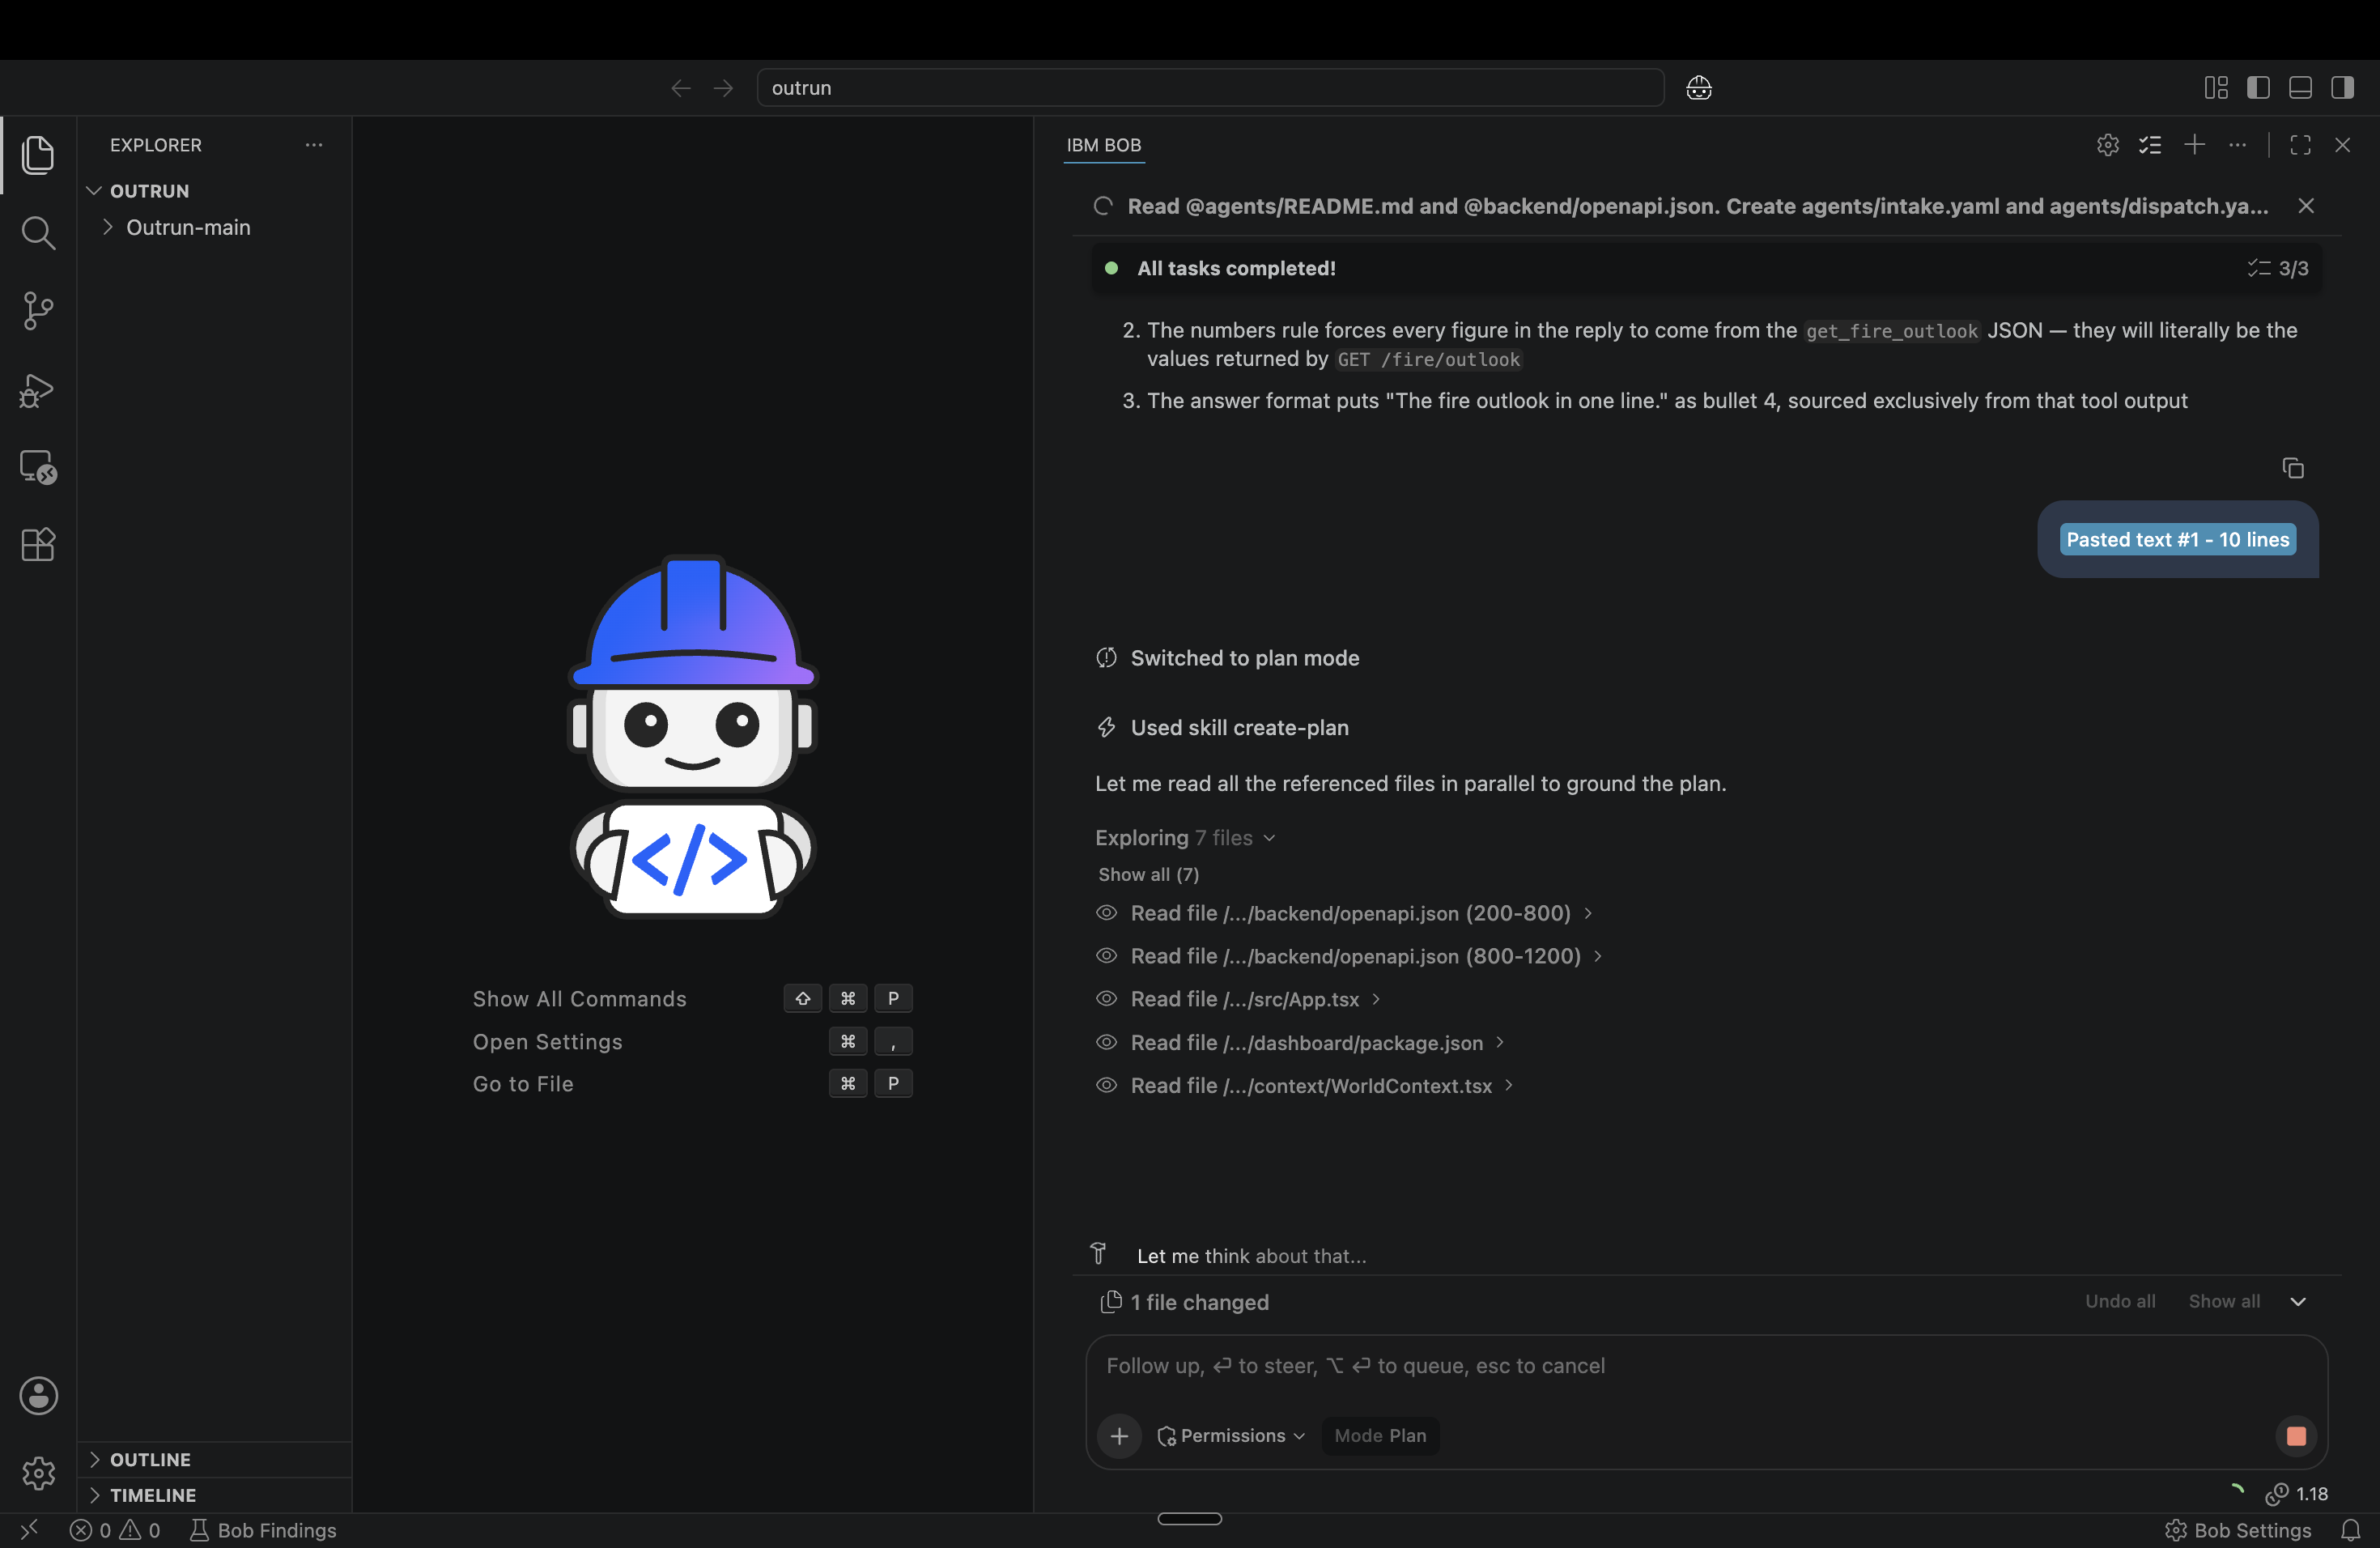 outrun
EXPLORER
OUTRUN
Outrun-main
</>
Show All Commands ⇧ ⌘ P
Open Settings ⌘ ,
Go to File ⌘ P
OUTLINE
TIMELINE
IBM BOB
Read @agents/README.md and @backend/openapi.json. Create agents/intake.yaml and agents/dispatch.ya...
All tasks completed!
3/3
2. The numbers rule forces every figure in the reply to come from the get_fire_outlook JSON — they will literally be the
values returned by GET /fire/outlook
3. The answer format puts "The fire outlook in one line." as bullet 4, sourced exclusively from that tool output
Pasted text #1 - 10 lines
Switched to plan mode
Used skill create-plan
Let me read all the referenced files in parallel to ground the plan.
Exploring 7 files
Show all (7)
Read file /.../backend/openapi.json (200-800)
Read file /.../backend/openapi.json (800-1200)
Read file /.../src/App.tsx
Read file /.../dashboard/package.json
Read file /.../context/WorldContext.tsx
Let me think about that...
1 file changed
Undo all
Show all
Follow up, ⏎ to steer, ⌥ ⏎ to queue, esc to cancel
Permissions
Mode Plan
1.18
0
0
Bob Findings
Bob Settings